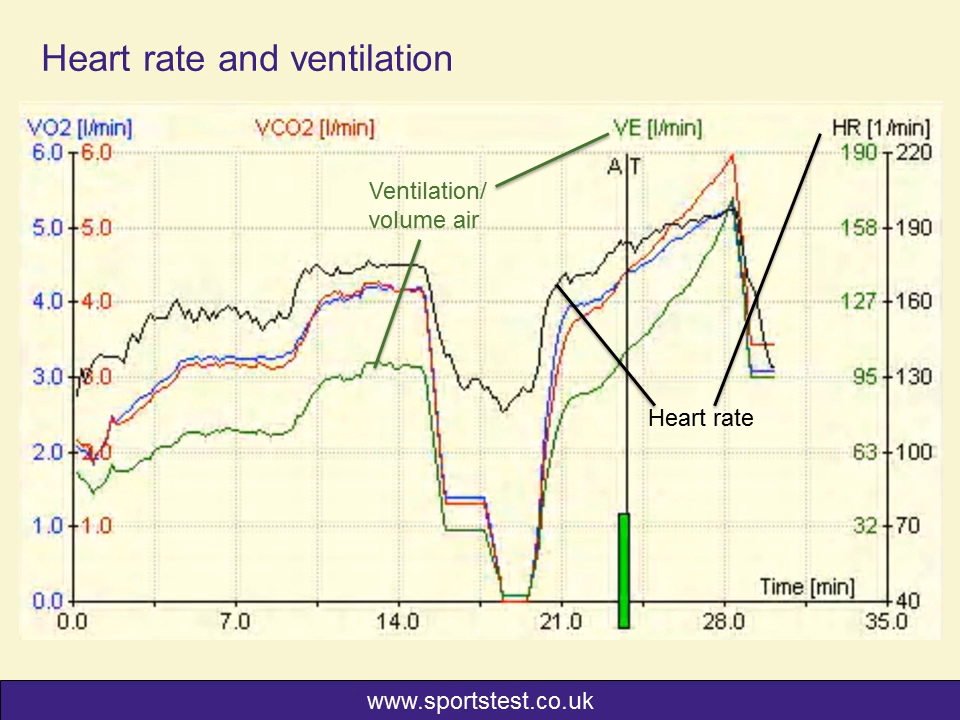 Heart rate and ventilation
VO2 [l/min] VCO2 [l/min] VE [l/min] HR [1/min]
6.0 6.0 190 220
A T
Ventilation/
volume air
5.0 5.0 158 190
4.0 4.0 127 160
3.0 3.0 95 130
Heart rate
2.0 2.0 63 100
1.0 1.0 32 70
Time [min]
0.0 40
0.0 7.0 14.0 21.0 28.0 35.0
www.sportstest.co.uk